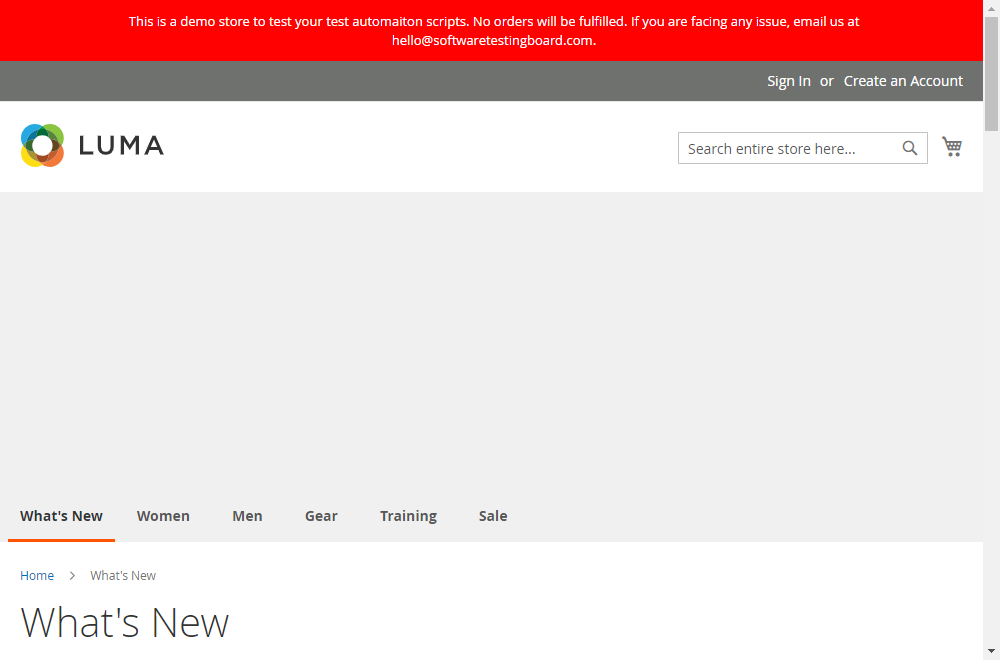 This is a demo store to test your test automaiton scripts. No orders will be fulfilled. If you are facing any issue, email us at
hello@softwaretestingboard.com.
Sign In or Create an Account
LUMA
Search entire store here...
What's New Women Men Gear Training Sale
Home > What's New
What's New